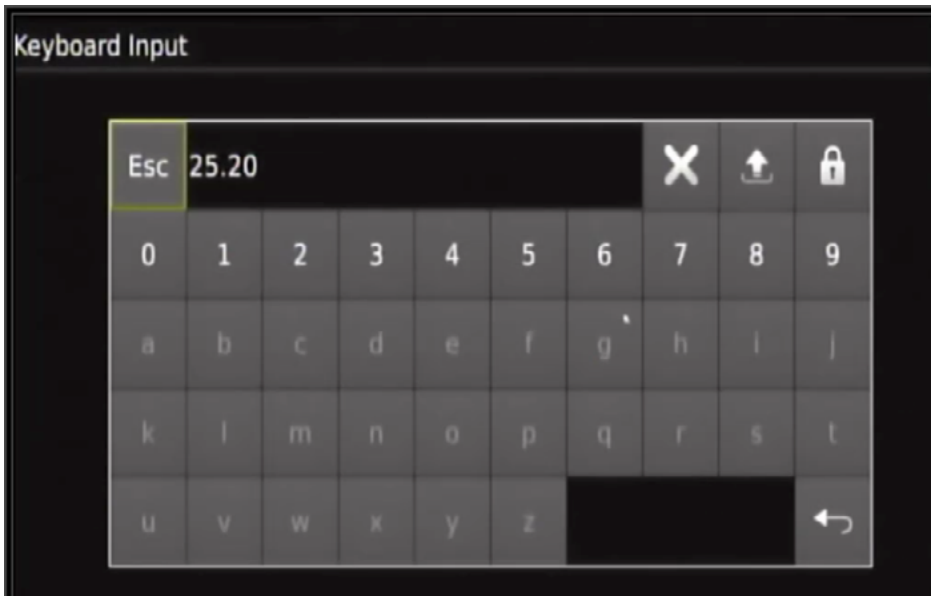 Keyboard Input
Esc 25.20
0 1 2 3 4 5 6 7 8 9
a b c d e f g h i j
k l m n o p q r s t
u v w x y z